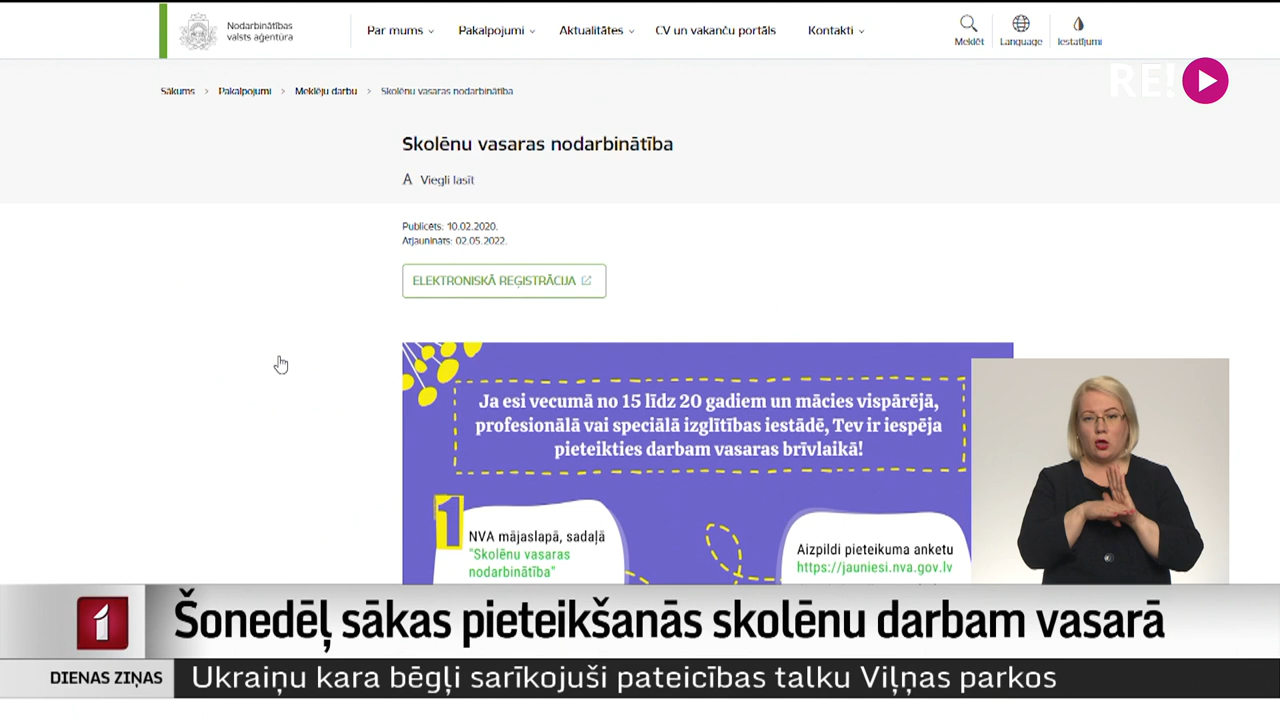 Nodarbinātības
valsts aģentūra
Par mums
Pakalpojumi
Aktualitātes
CV un vakanču portāls
Kontakti
Meklēt
Language
Iestatījumi
RE!
Sākums > Pakalpojumi > Meklēju darbu > Skolēnu vasaras nodarbinātība
Skolēnu vasaras nodarbinātība
A Viegli lasīt
Publicēts: 10.02.2020.
Atjaunināts: 02.05.2022.
ELEKTRONISKĀ REĢISTRĀCIJA
Ja esi vecumā no 15 līdz 20 gadiem un mācies vispārējā,
profesionālā vai speciālā izglītības iestādē, Tev ir iespēja
pieteikties darbam vasaras brīvlaikā!
1
NVA mājaslapā, sadaļā
"Skolēnu vasaras
nodarbinātība"
Aizpildi pieteikuma anketu
https://jauniesi.nva.gov.lv
1
Šonedēļ sākas pieteikšanās skolēnu darbam vasarā
DIENAS ZIŅAS
Ukraiņu kara bēgļi sarīkojuši pateicības talku Viļņas parkos